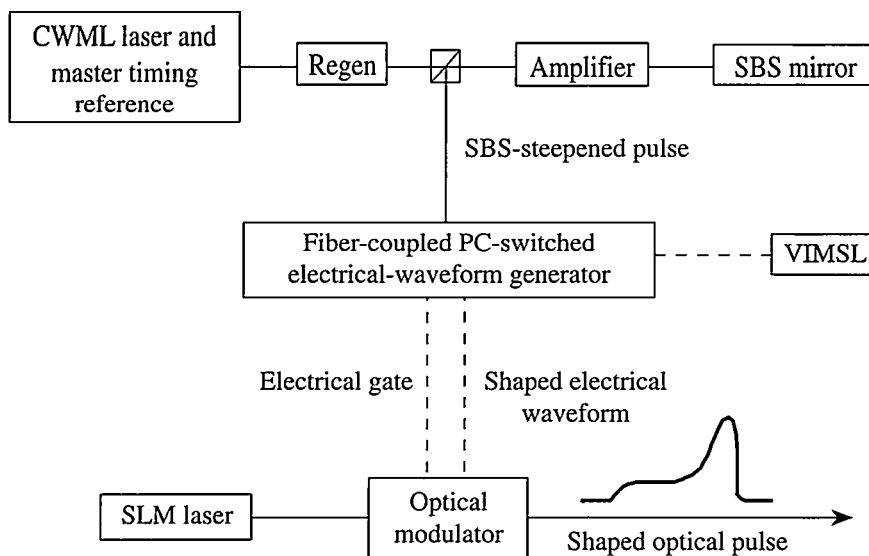 CWML laser and
master timing
reference
Regen
Amplifier
SBS mirror
SBS-steepened pulse
Fiber-coupled PC-switched
electrical-waveform generator
VIMSL
Electrical gate
Shaped electrical
waveform
SLM laser
Optical
modulator
Shaped optical pulse